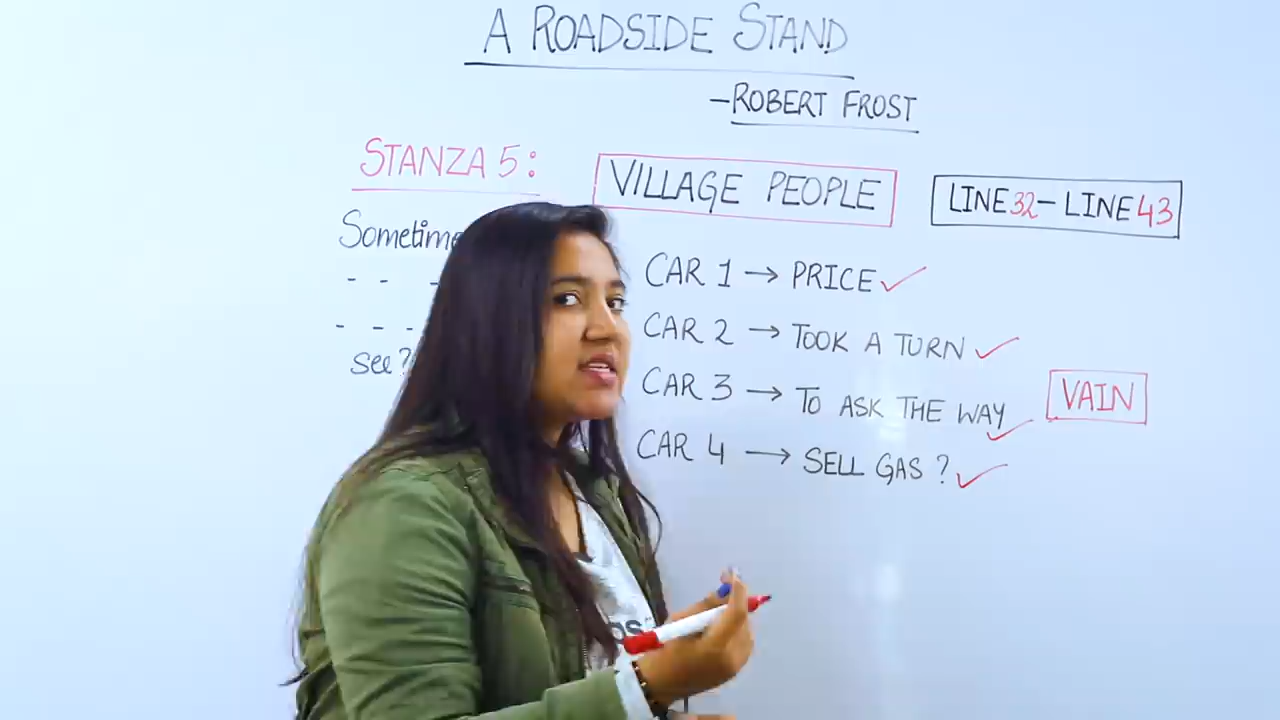 A ROADSIDE STAND
-ROBERT FROST
STANZA 5:
VILLAGE PEOPLE
LINE 32 - LINE 43
- - -
- - -
see?
CAR 1 → PRICE ✓
CAR 2 → TOOK A TURN ✓
CAR 3 → TO ASK THE WAY ✓
VAIN
CAR 4 → SELL GAS ? ✓